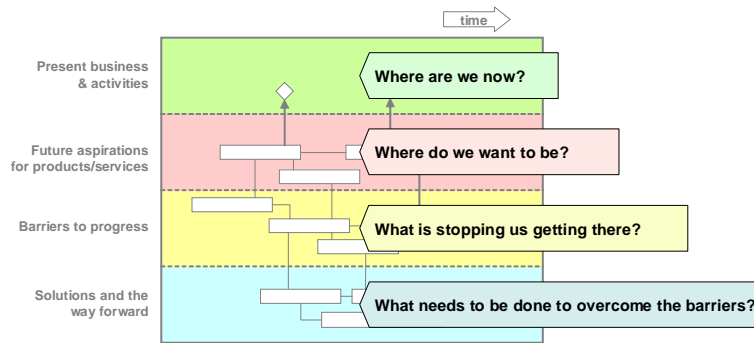 time
Present business
& activities
Where are we now?
Future aspirations
for products/services
Where do we want to be?
Barriers to progress
What is stopping us getting there?
Solutions and the
way forward
What needs to be done to overcome the barriers?